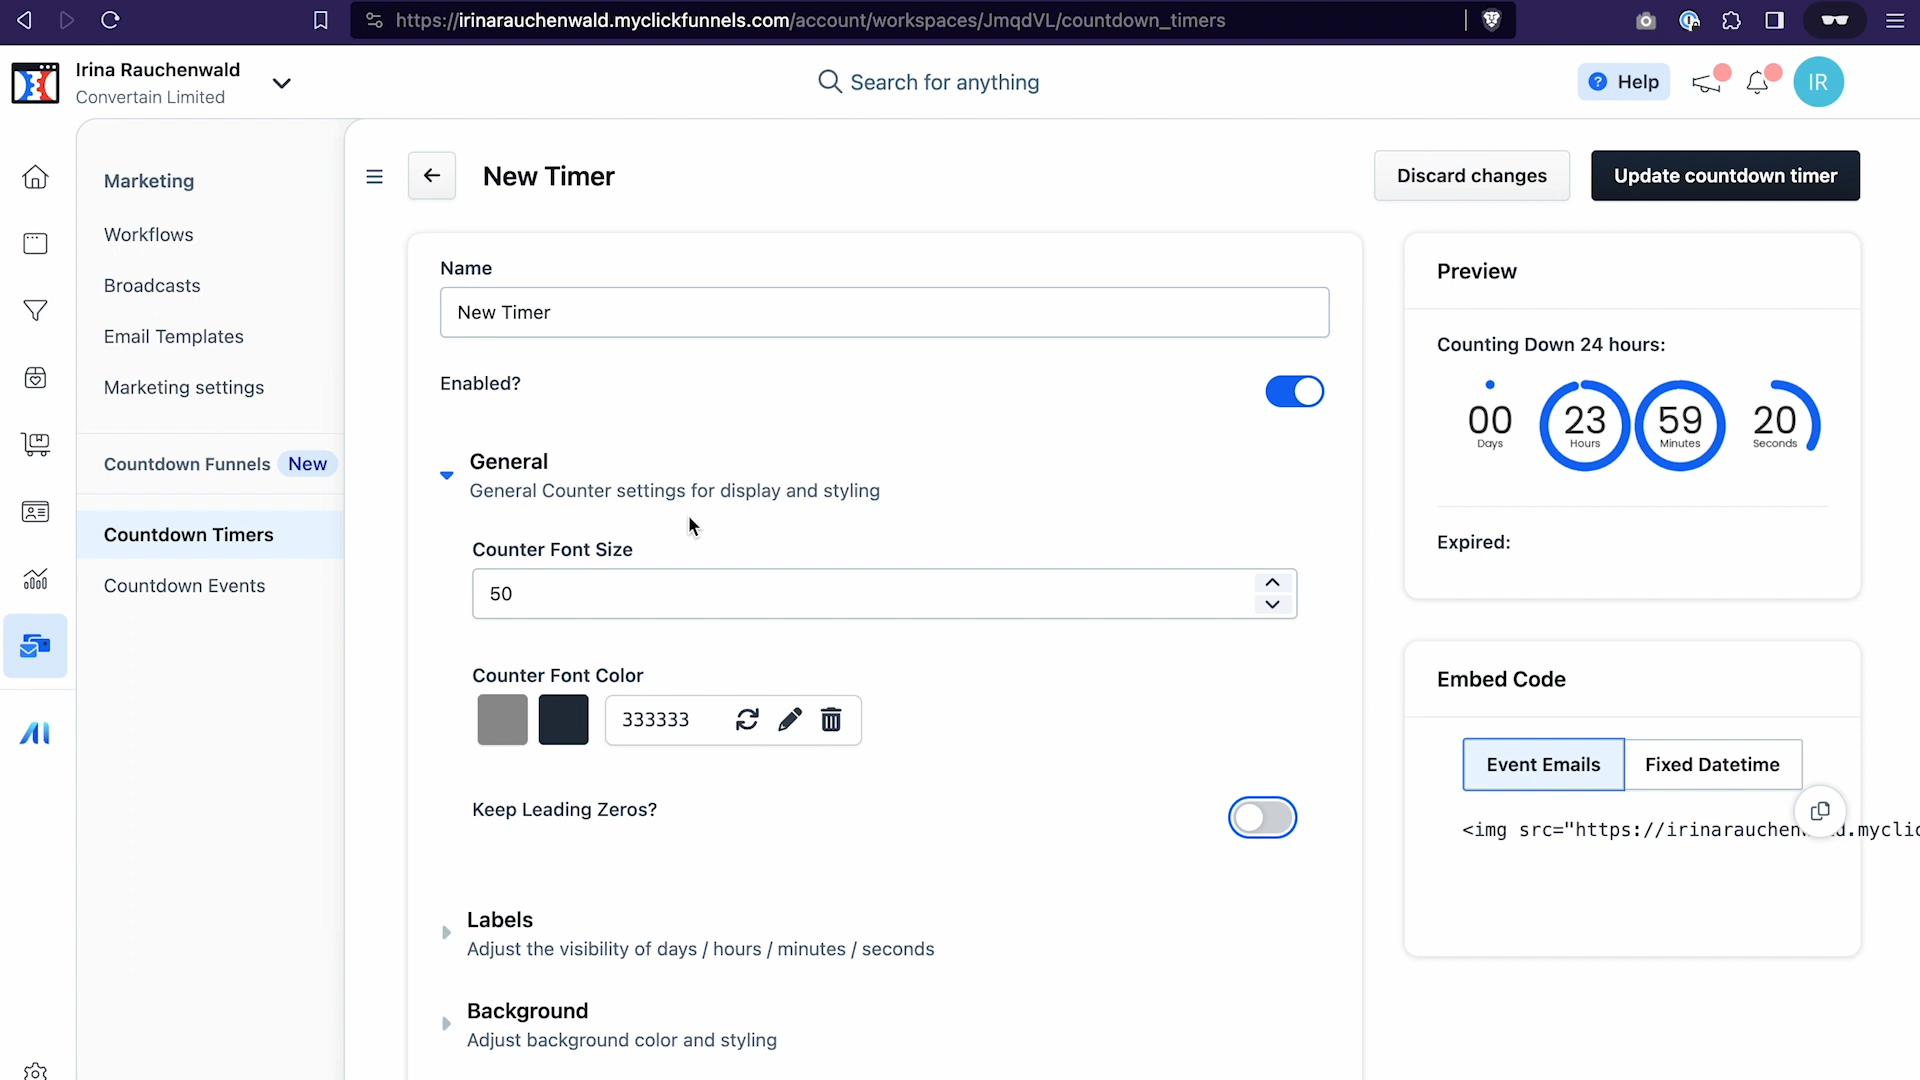 https://irinarauchenwald.myclickfunnels.com/account/workspaces/JmqdVL/countdown_timers
Irina Rauchenwald
Convertain Limited
Search for anything
? Help
IR
Marketing
Workflows
Broadcasts
Email Templates
Marketing settings
Countdown Funnels New
Countdown Timers
Countdown Events
AI
New Timer
Discard changes
Update countdown timer
Name
New Timer
Enabled?
General
General Counter settings for display and styling
Counter Font Size
50
Counter Font Color
333333
Keep Leading Zeros?
Labels
Adjust the visibility of days / hours / minutes / seconds
Background
Adjust background color and styling
Preview
Counting Down 24 hours:
00 23 59 20
Days Hours Minutes Seconds
Expired:
Embed Code
Event Emails Fixed Datetime
<img src="https://irinarauchen